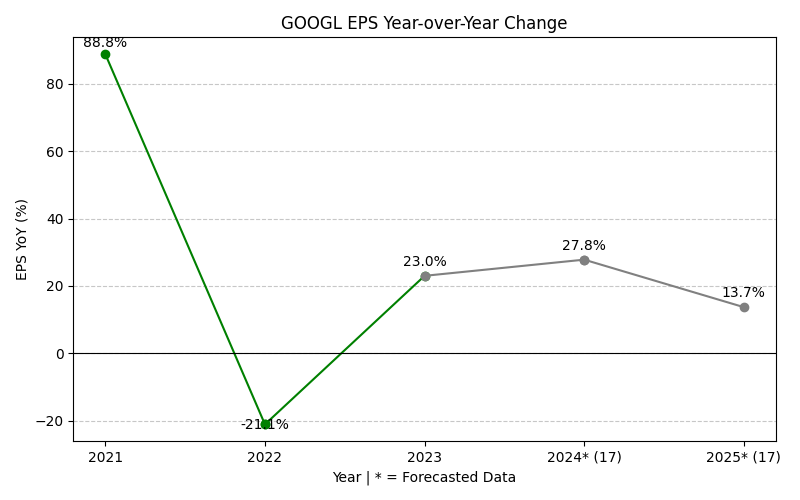 GOOGL EPS Year-over-Year Change
88.8%
80
60
40
27.8%
23.0%
20
13.7%
0
-21.1%
−20
EPS YoY (%)
2021 2022 2023 2024* (17) 2025* (17)
Year | * = Forecasted Data